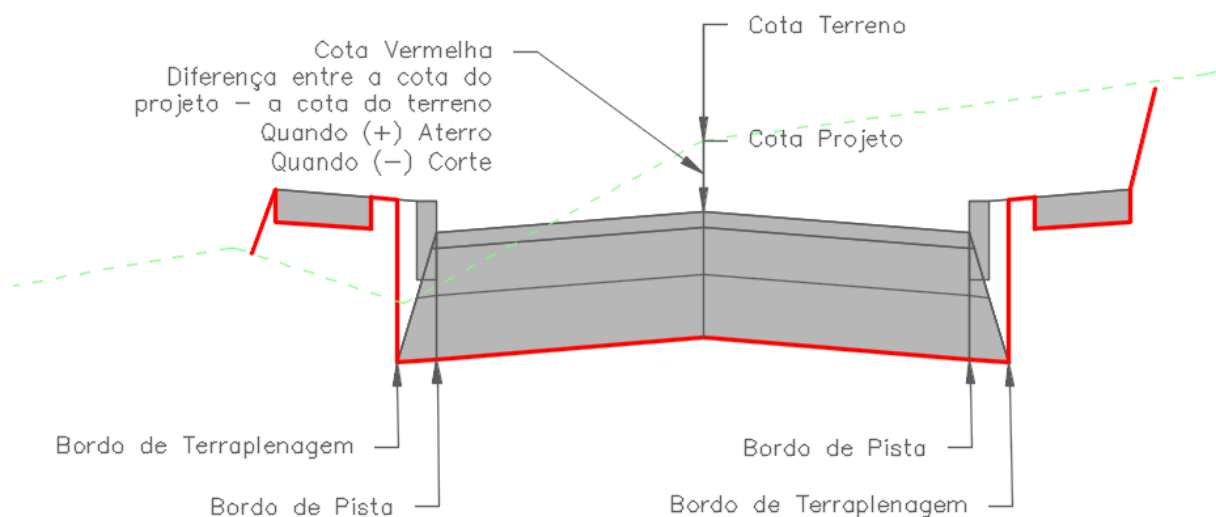 Cota Terreno
Cota Vermelha
Diferença entre a cota do
projeto – a cota do terreno
Quando (+) Aterro
Quando (–) Corte
Cota Projeto
Bordo de Terraplenagem
Bordo de Pista
Bordo de Pista
Bordo de Terraplenagem